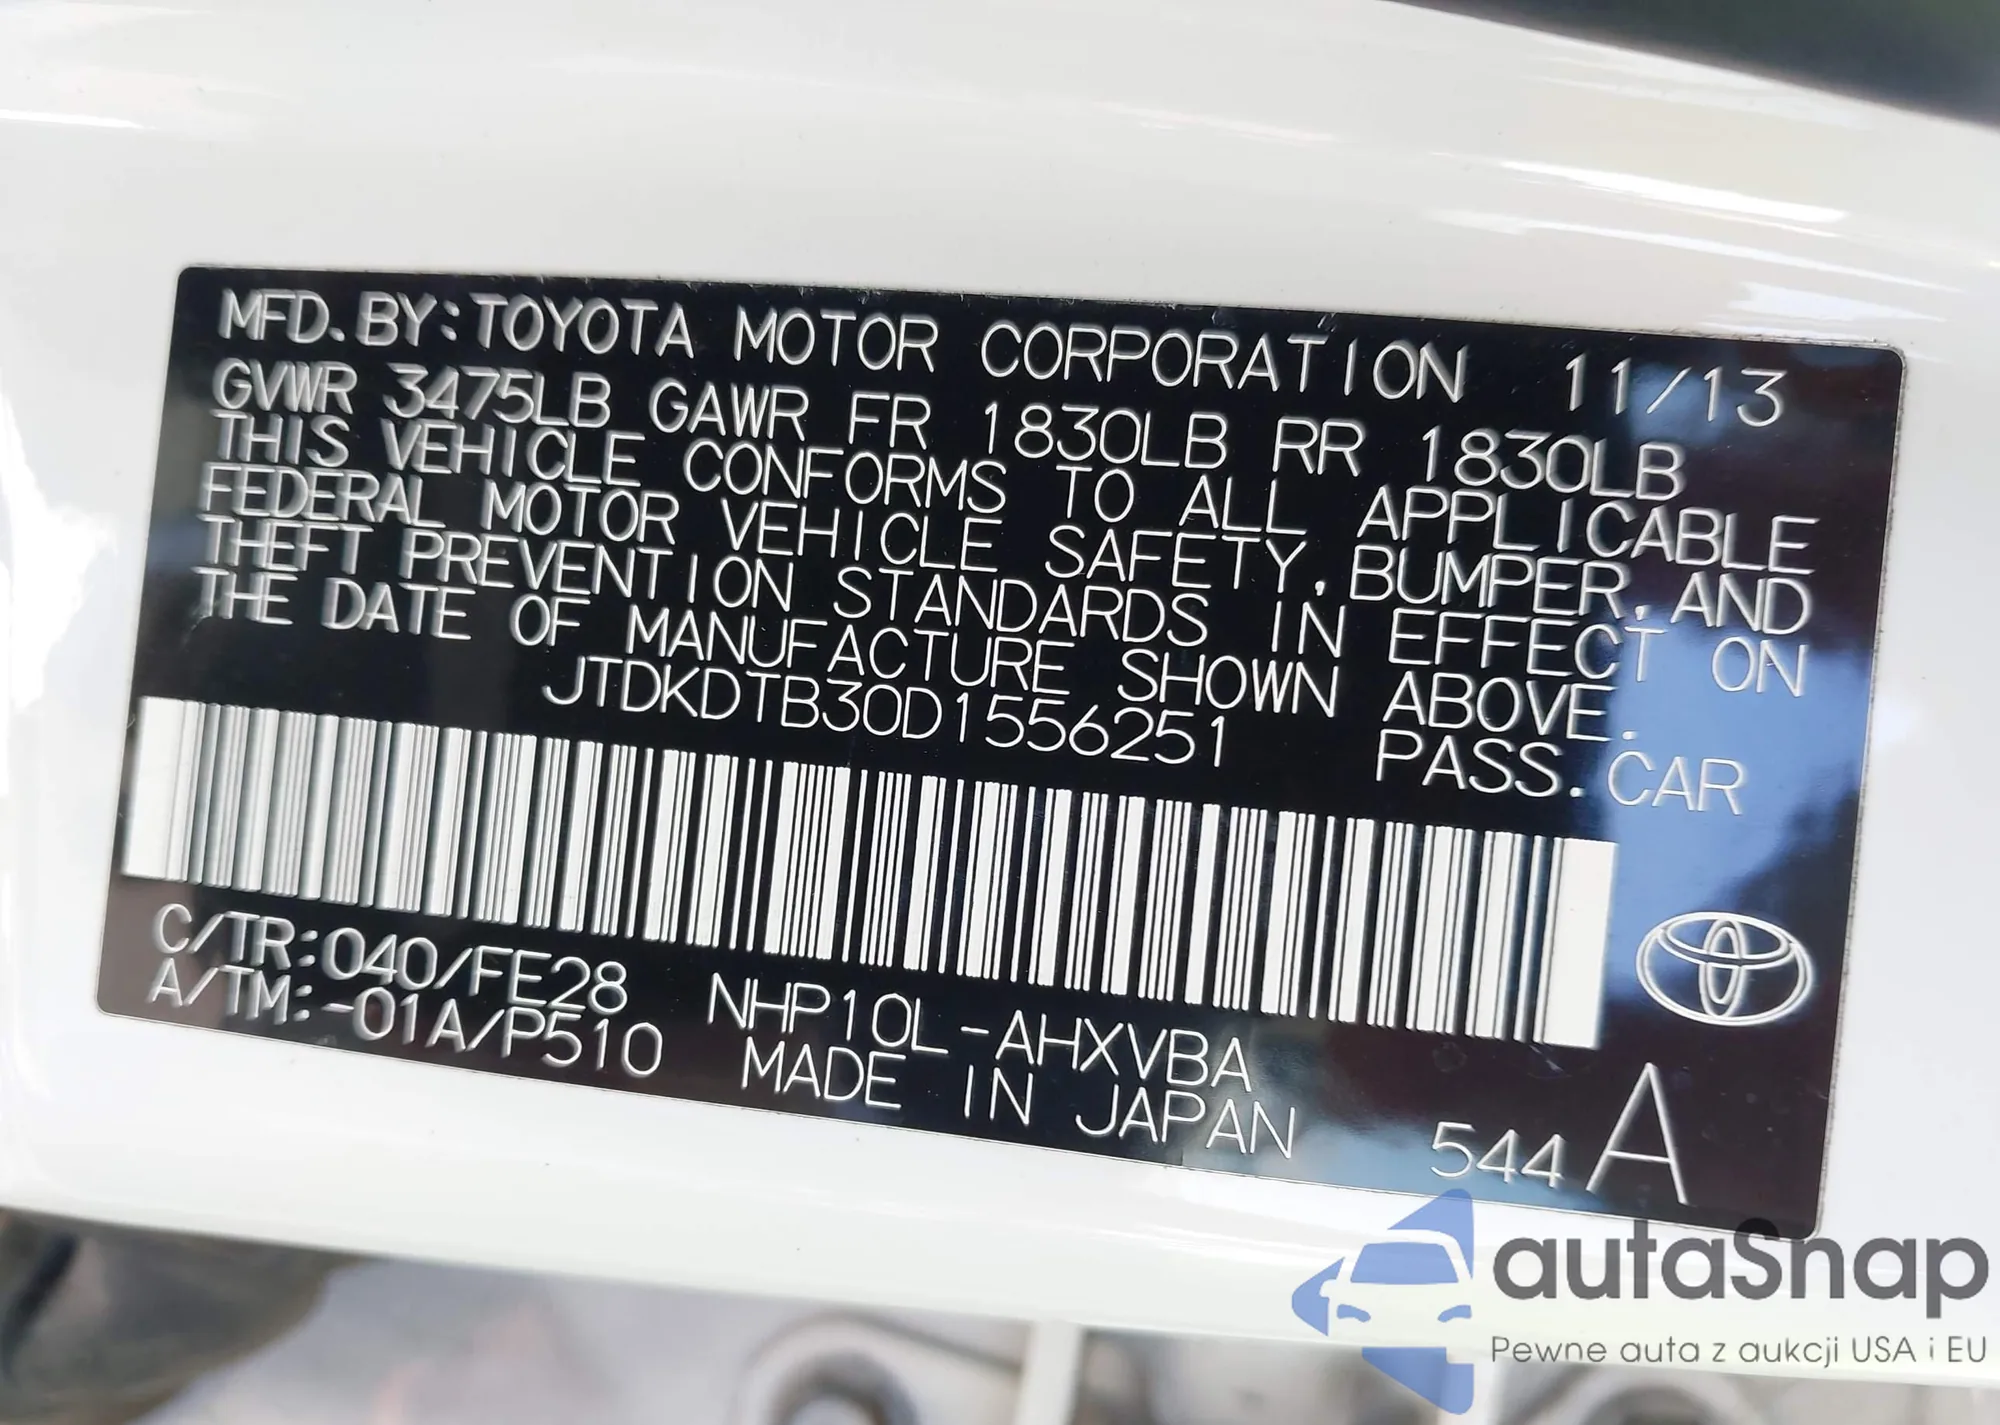 MFD. BY: TOYOTA MOTOR CORPORATION 11/13
GVWR 3475LB GAWR FR 1830LB RR 1830LB
THIS VEHICLE CONFORMS TO ALL APPLICABLE
FEDERAL MOTOR VEHICLE SAFETY, BUMPER, AND
THEFT PREVENTION STANDARDS IN EFFECT ON
THE DATE OF MANUFACTURE SHOWN ABOVE.
JTDKDTB30D1556251 PASS. CAR
C/TR:040/FE28 NHP10L-AHXVBA
A/TM:-01A/P510 MADE IN JAPAN 544 A
autaSnap
Pewne auta z aukcji USA i EU